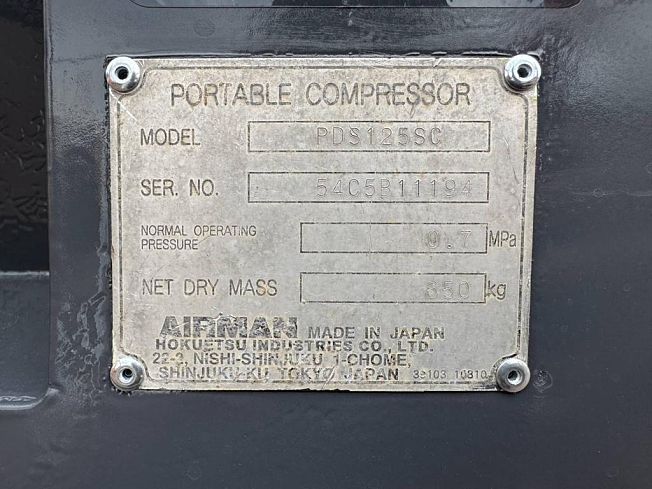 PORTABLE COMPRESSOR
MODEL PDS125SC
SER. NO. 54C5B11194
NORMAL OPERATING
PRESSURE 0.7 MPa
NET DRY MASS 850 kg
AIRMAN MADE IN JAPAN
HOKUETSU INDUSTRIES CO., LTD.
22-3, NISHI-SHINJUKU 1-CHOME,
SHINJUKU-KU, TOKYO JAPAN